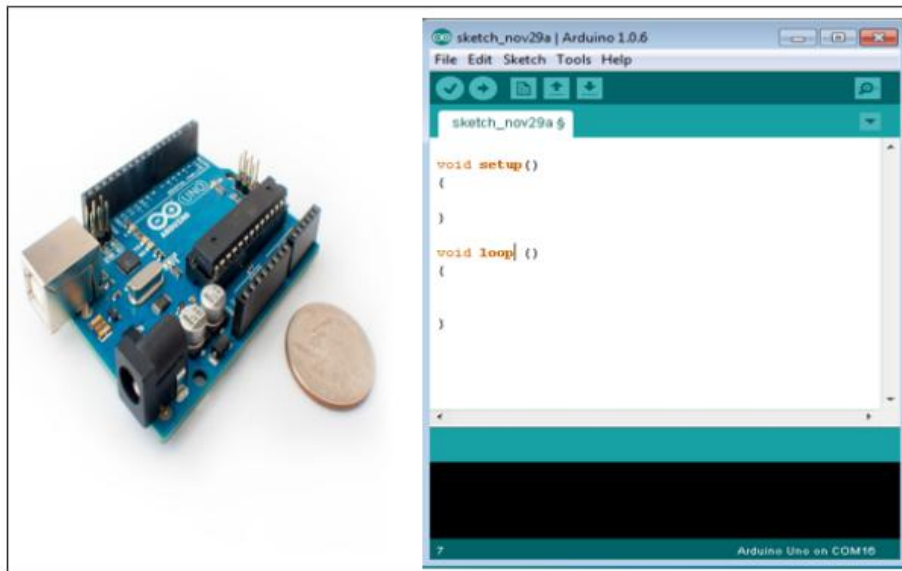 UNO
ARDUINO
sketch_nov29a | Arduino 1.0.6
File Edit Sketch Tools Help
sketch_nov29a §
void setup()
{
}
void loop ()
{
}
7
Arduino Uno on COM16